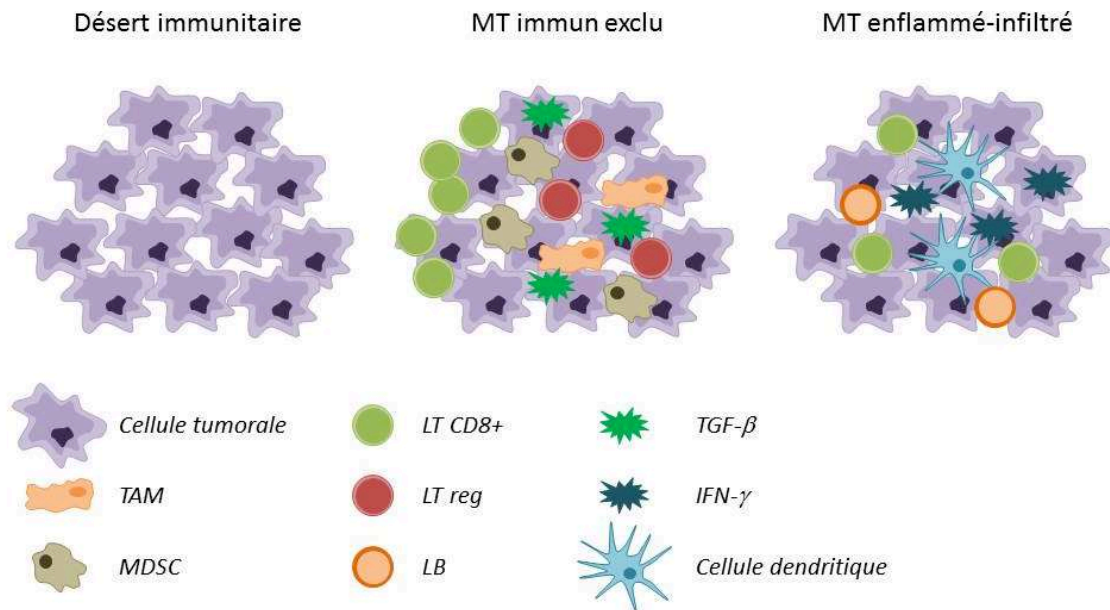 Désert immunitaire
MT immun exclu
MT enflammé-infiltré
Cellule tumorale
LT CD8+
TGF-β
TAM
LT reg
IFN-γ
MDSC
LB
Cellule dendritique